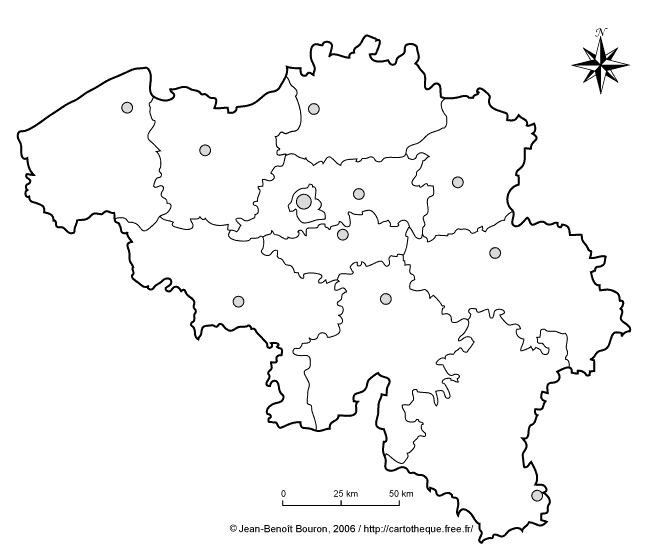 N
0 25 km 50 km
© Jean-Benoît Bouron, 2006 / http://cartotheque.free.fr/